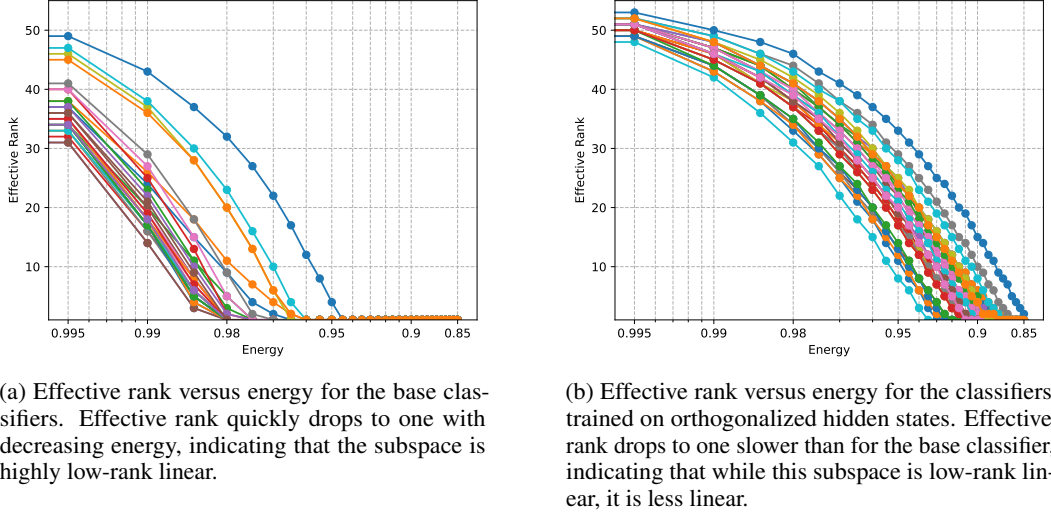 50
40
30
20
10
Effective Rank
0.995
0.99
0.98
0.95
0.9
0.85
Energy
50
40
30
20
10
Effective Rank
0.995
0.99
0.98
0.95
0.9
0.85
Energy
(a) Effective rank versus energy for the base clas-
sifiers. Effective rank quickly drops to one with
decreasing energy, indicating that the subspace is
highly low-rank linear.
(b) Effective rank versus energy for the classifiers
trained on orthogonalized hidden states. Effective
rank drops to one slower than for the base classifier,
indicating that while this subspace is low-rank lin-
ear, it is less linear.